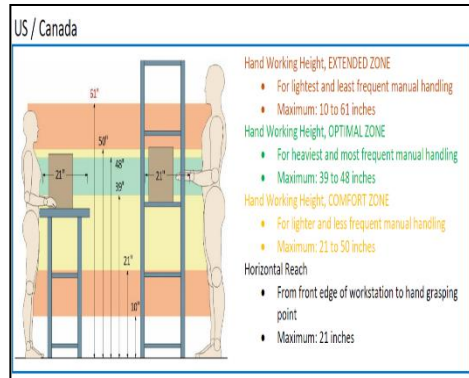 US / Canada
61"
50"
48"
39"
21"
21"
21"
10"
Hand Working Height, EXTENDED ZONE
• For lightest and least frequent manual handling
• Maximum: 10 to 61 inches
Hand Working Height, OPTIMAL ZONE
• For heaviest and most frequent manual handling
• Maximum: 39 to 48 inches
Hand Working Height, COMFORT ZONE
• For lighter and less frequent manual handling
• Maximum: 21 to 50 inches
Horizontal Reach
• From front edge of workstation to hand grasping
point
• Maximum: 21 inches